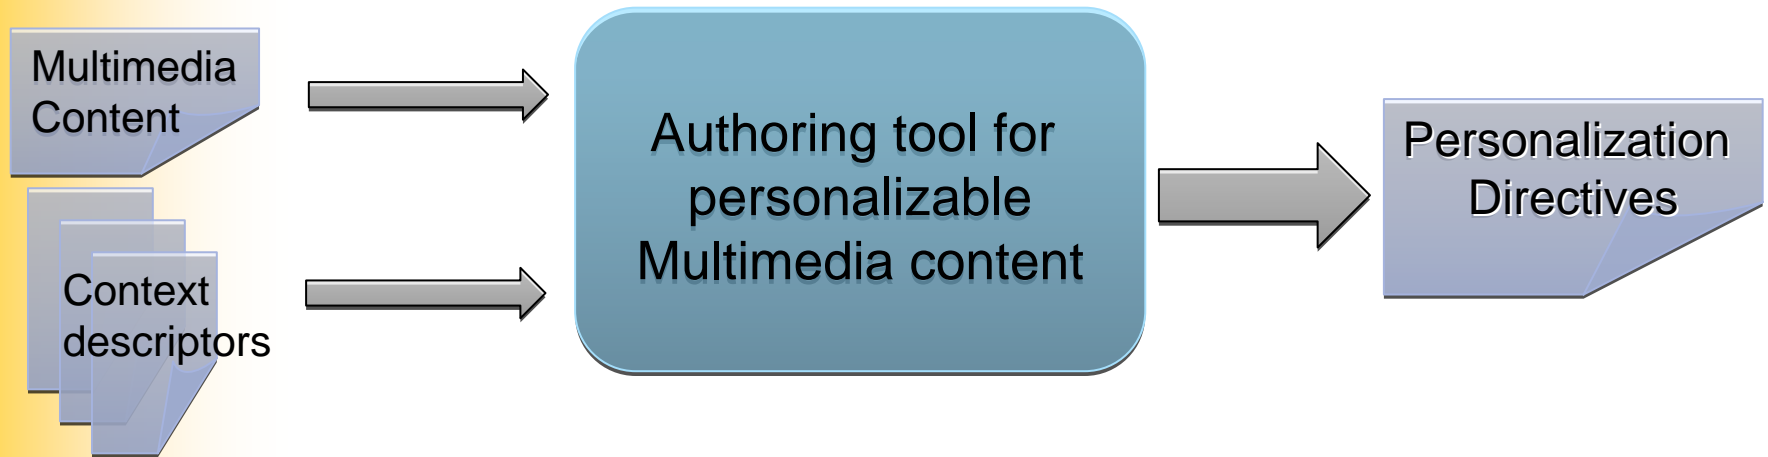 Multimedia
Content
Context
descriptors
Authoring tool for
personalizable
Multimedia content
Personalization
Directives